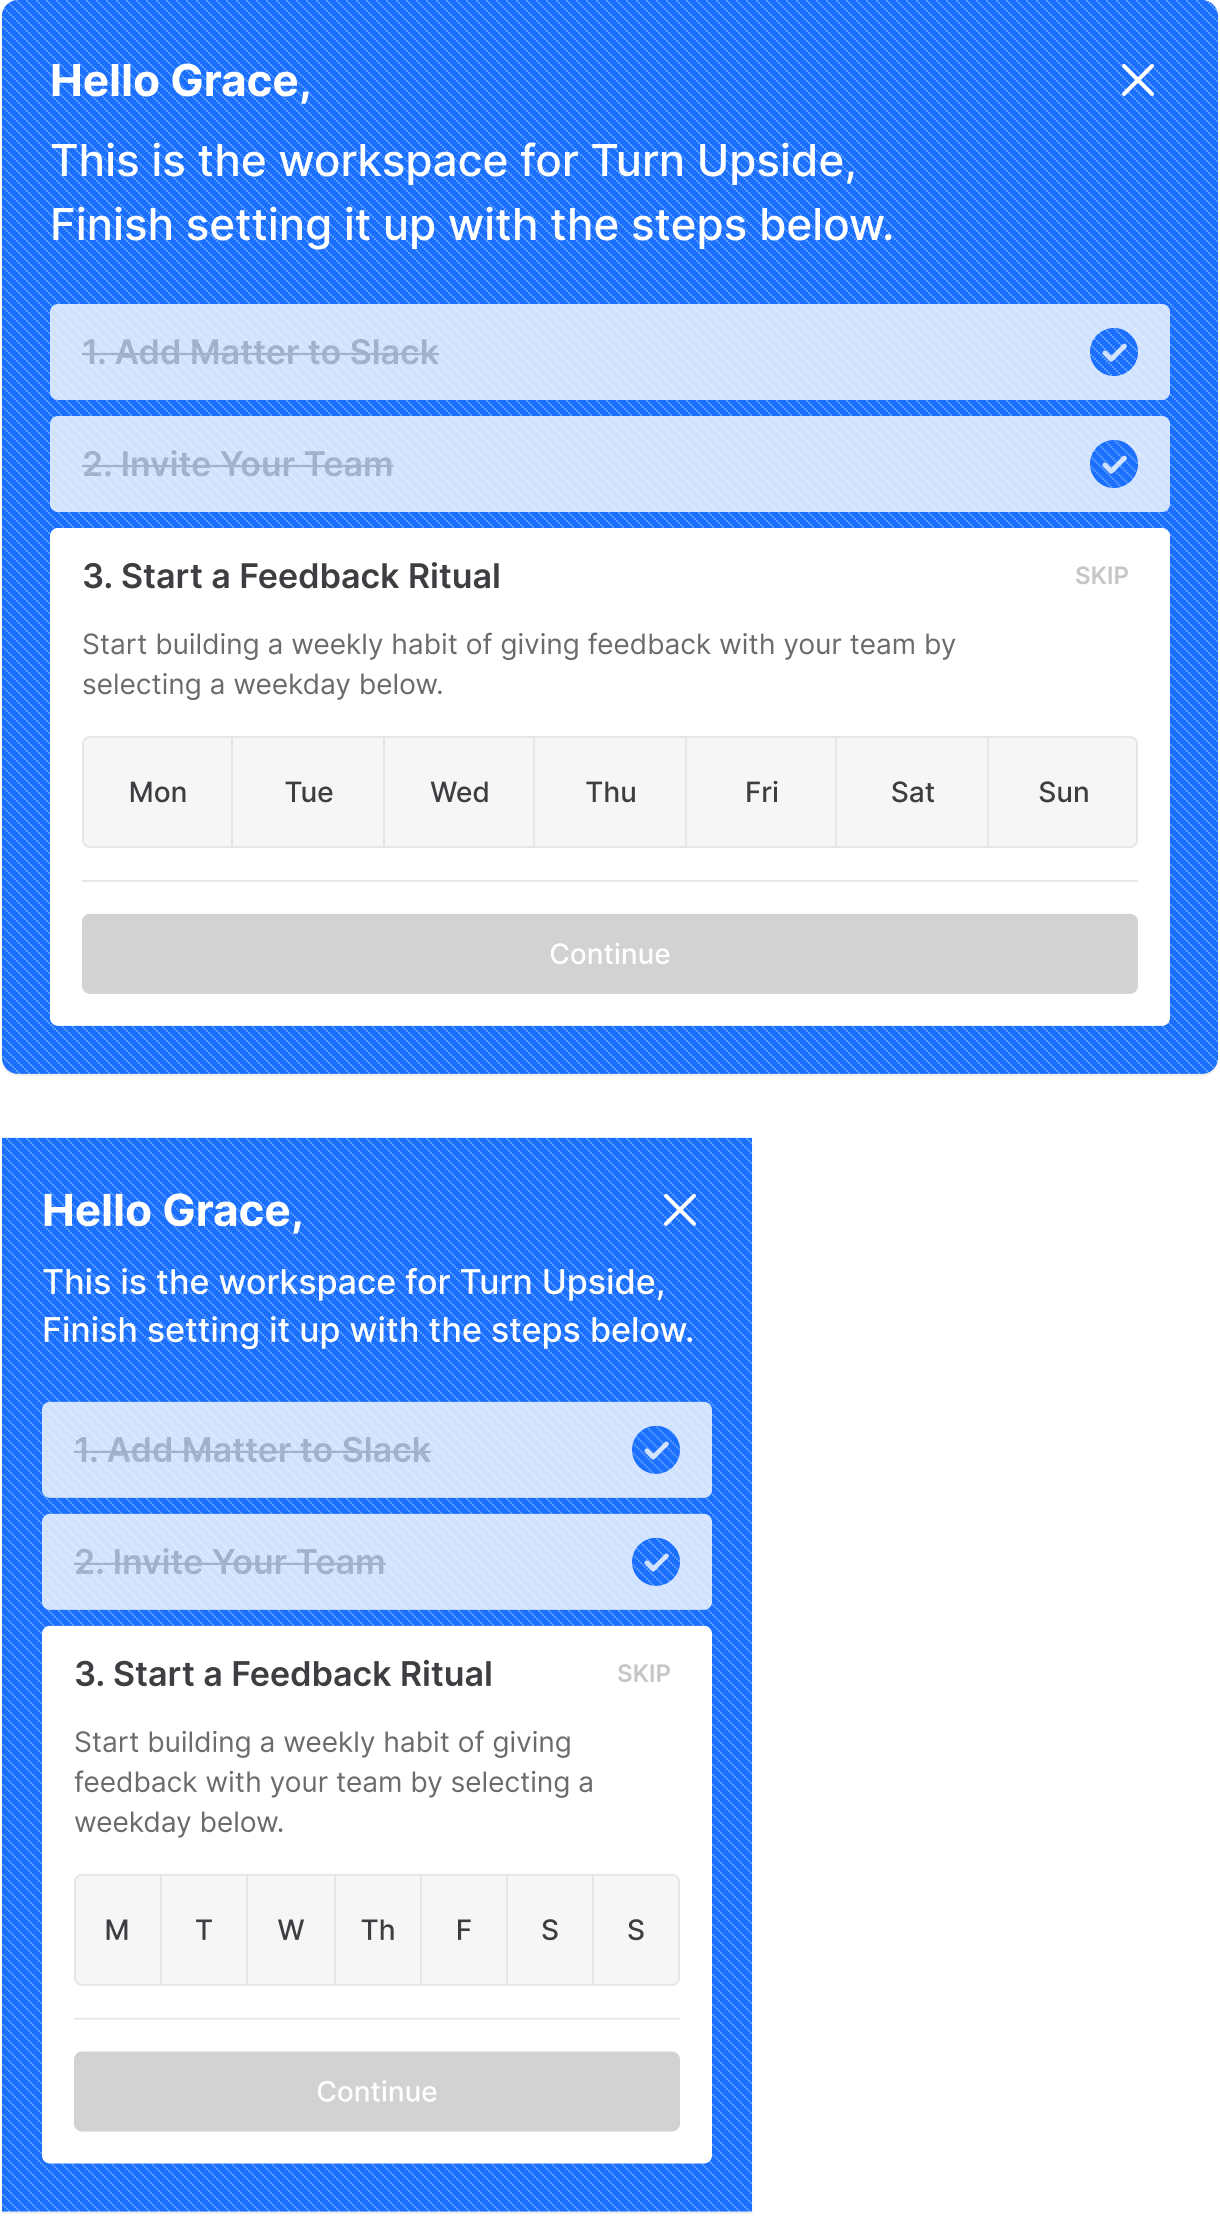 Hello Grace,
This is the workspace for Turn Upside,
Finish setting it up with the steps below.
1. Add Matter to Slack
2. Invite Your Team
3. Start a Feedback Ritual
SKIP
Start building a weekly habit of giving feedback with your team by
selecting a weekday below.
Mon Tue Wed Thu Fri Sat Sun
Continue
Hello Grace,
This is the workspace for Turn Upside,
Finish setting it up with the steps below.
1. Add Matter to Slack
2. Invite Your Team
3. Start a Feedback Ritual
SKIP
Start building a weekly habit of giving
feedback with your team by selecting a
weekday below.
M T W Th F S S
Continue